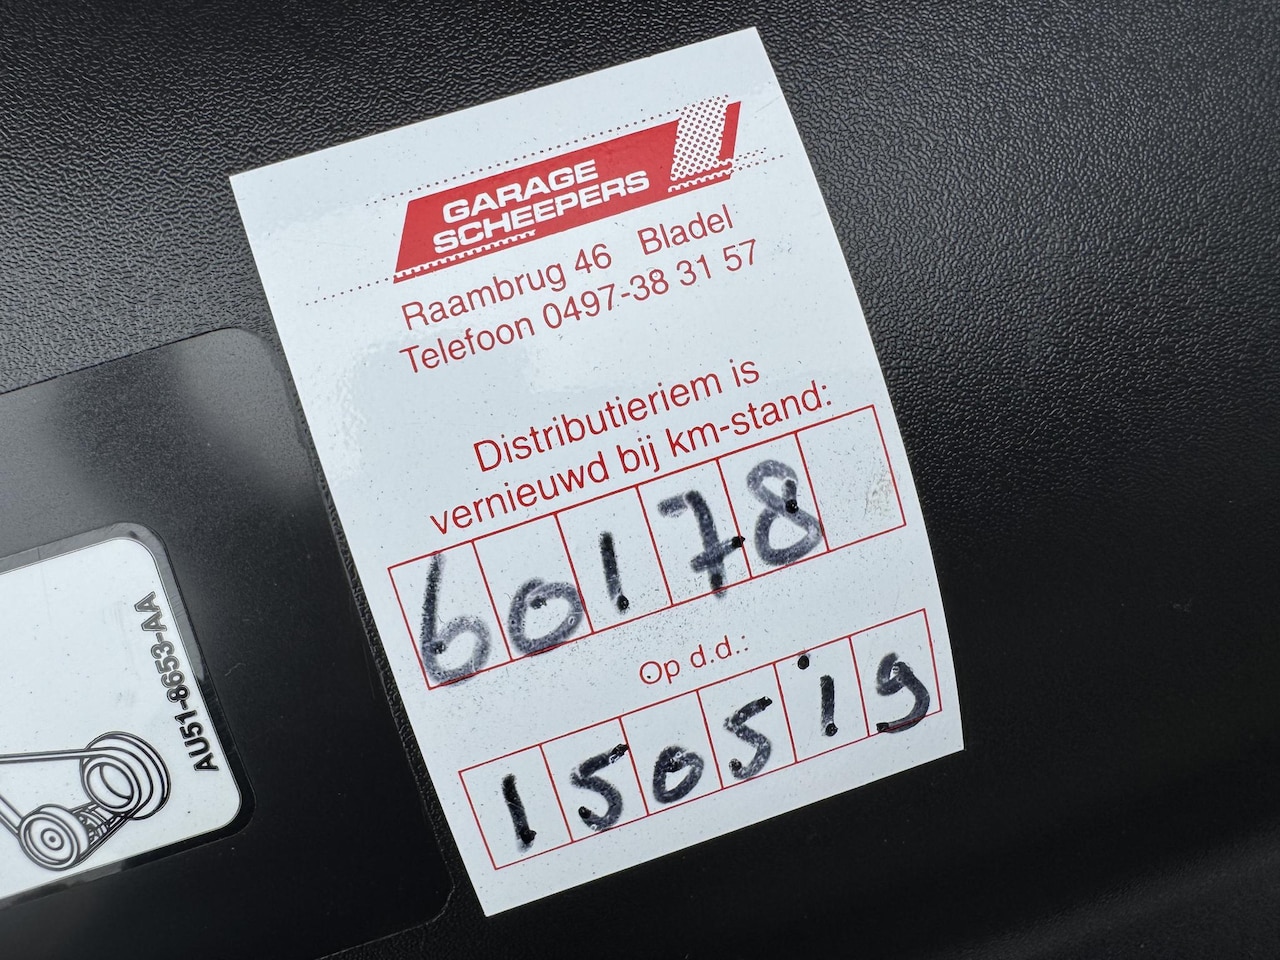 GARAGE
SCHEEPERS
Raambrug 46 Bladel
Telefoon 0497-38 31 57
Distributieriem is
vernieuwd bij km-stand:
60178
Op d.d.:
150519
AU51-8653-AA